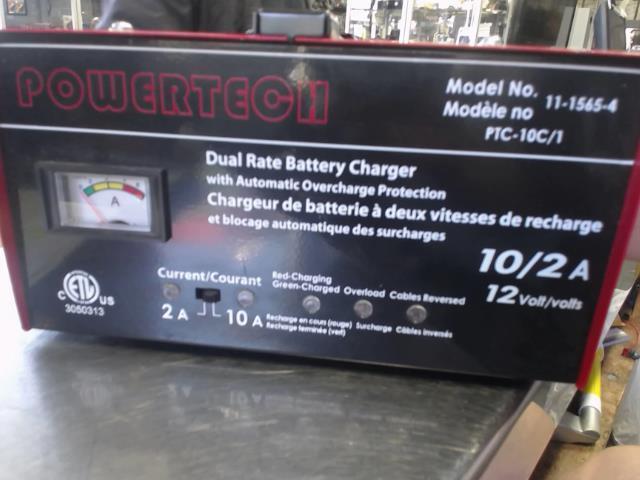 POWERTECH
Model No. 11-1565-4
Modèle no
PTC-10C/1
Dual Rate Battery Charger
with Automatic Overcharge Protection
Chargeur de batterie à deux vitesses de recharge
et blocage automatique des surcharges
A
10/2 A
12 Volt/volts
C ETL US
3050313
Current/Courant
2 A
10 A
Red-Charging
Green-Charged
Overload
Cables Reversed
Recharge en cours (rouge)
Recharge terminée (vert)
Surcharge
Câbles inversés